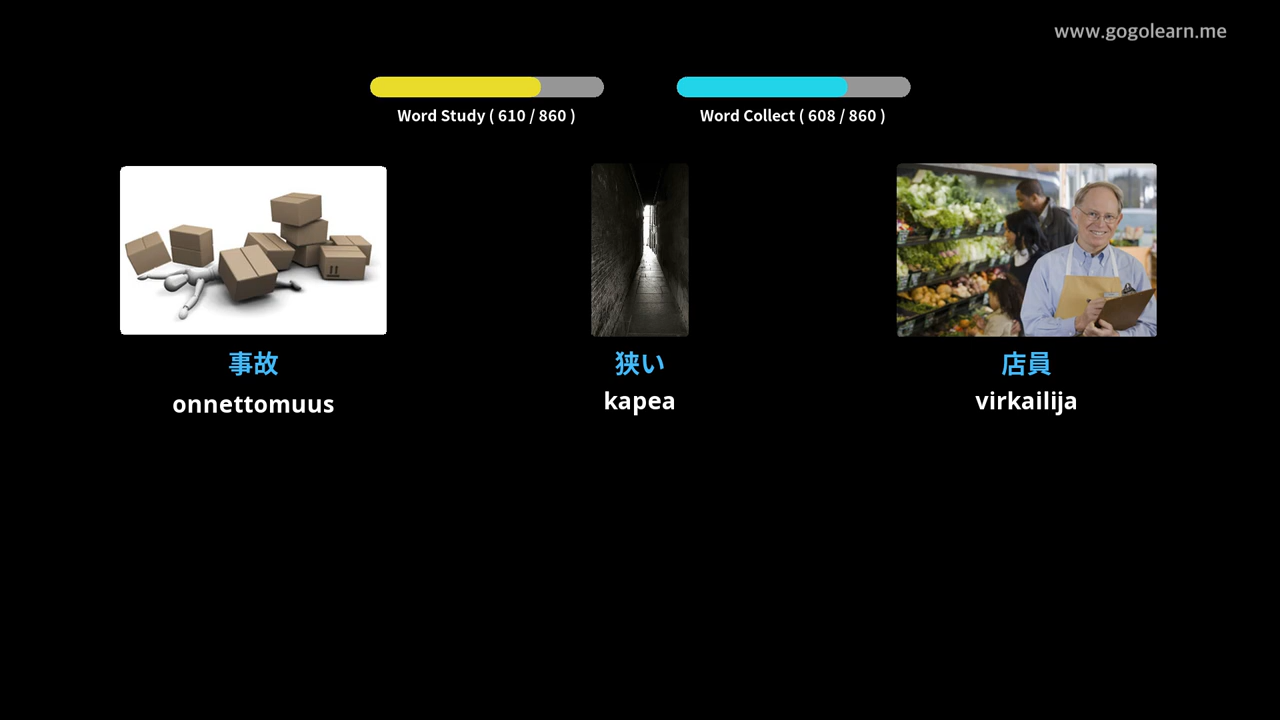 www.gogolearn.me
Word Study ( 610 / 860 )
Word Collect ( 608 / 860 )
事故
onnettomuus
狭い
kapea
店員
virkailija